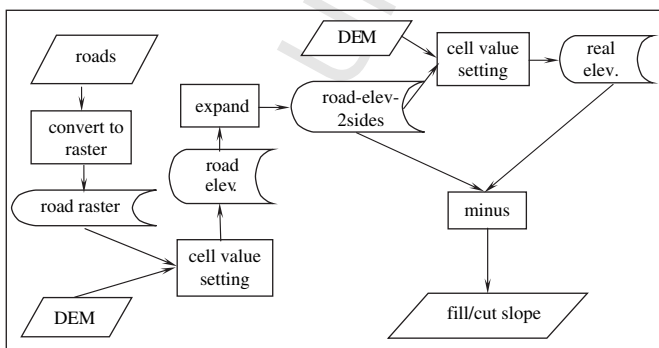 roads
convert to
raster
road raster
DEM
cell value
setting
road
elev.
expand
road-elev-
2sides
DEM
cell value
setting
real
elev.
minus
fill/cut slope